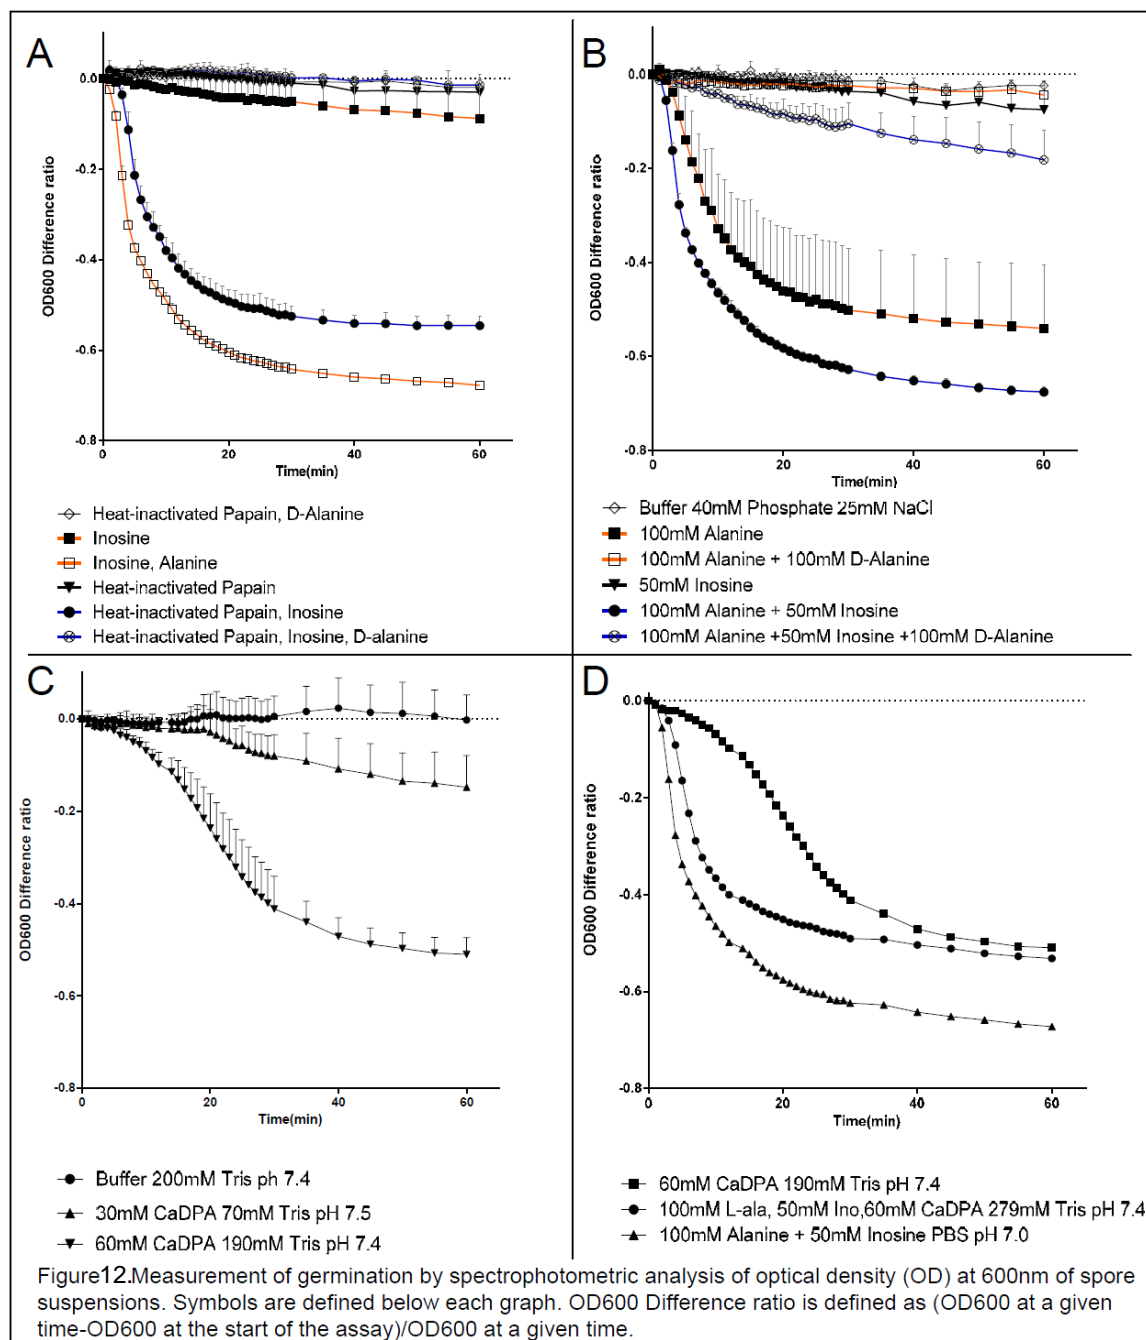 A
0.0
-0.2
-0.4
-0.6
-0.8
OD600 Difference ratio
0
20
40
60
Time(min)
Heat-inactivated Papain, D-Alanine
Inosine
Inosine, Alanine
Heat-inactivated Papain
Heat-inactivated Papain, Inosine
Heat-inactivated Papain, Inosine, D-alanine
B
0.0
-0.2
-0.4
-0.6
-0.8
OD600 Difference ratio
0
20
40
60
Time(min)
Buffer 40mM Phosphate 25mM NaCl
100mM Alanine
100mM Alanine + 100mM D-Alanine
50mM Inosine
100mM Alanine + 50mM Inosine
100mM Alanine +50mM Inosine +100mM D-Alanine
C
0.0
-0.2
-0.4
-0.6
-0.8
OD600 Difference ratio
0
20
40
60
Time(min)
Buffer 200mM Tris ph 7.4
30mM CaDPA 70mM Tris pH 7.5
60mM CaDPA 190mM Tris pH 7.4
D
0.0
-0.2
-0.4
-0.6
-0.8
OD600 Difference ratio
0
20
40
60
Time(min)
60mM CaDPA 190mM Tris pH 7.4
100mM L-ala, 50mM Ino,60mM CaDPA 279mM Tris pH 7.4
100mM Alanine + 50mM Inosine PBS pH 7.0
Figure12.Measurement of germination by spectrophotometric analysis of optical density (OD) at 600nm of spore
suspensions. Symbols are defined below each graph. OD600 Difference ratio is defined as (OD600 at a given
time-OD600 at the start of the assay)/OD600 at a given time.